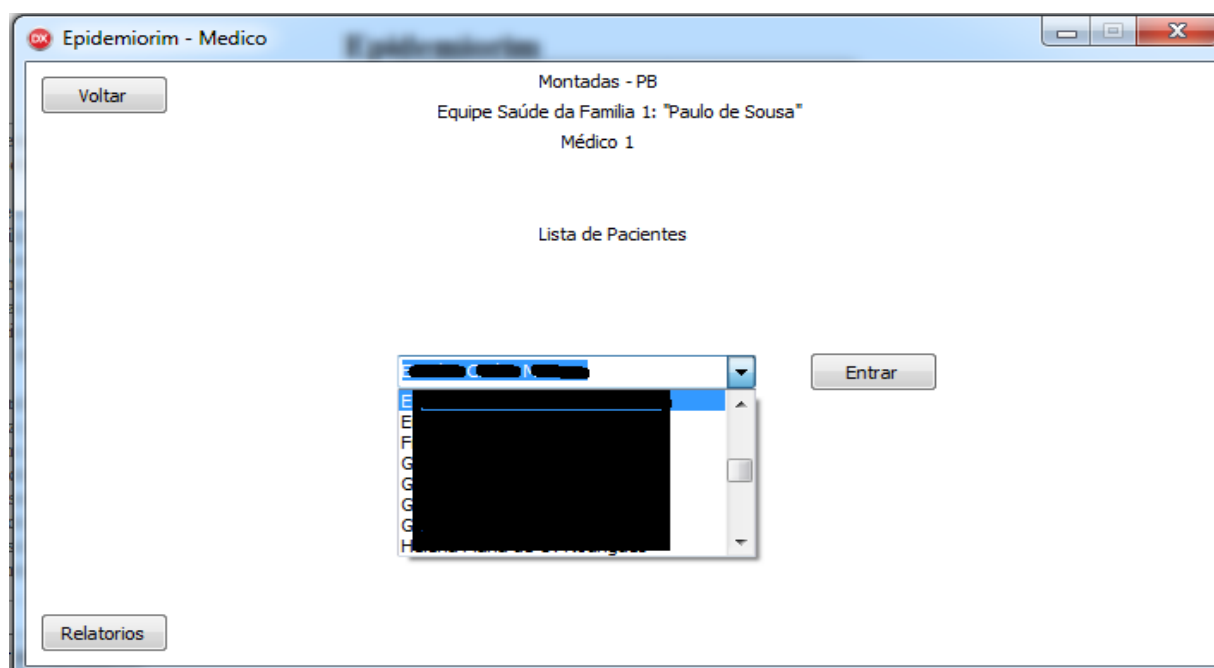 Epidemiorim - Medico
Epidemiorim
Voltar
Montadas - PB
Equipe Saúde da Familia 1: "Paulo de Sousa"
Médico 1
Lista de Pacientes
Entrar
Relatorios